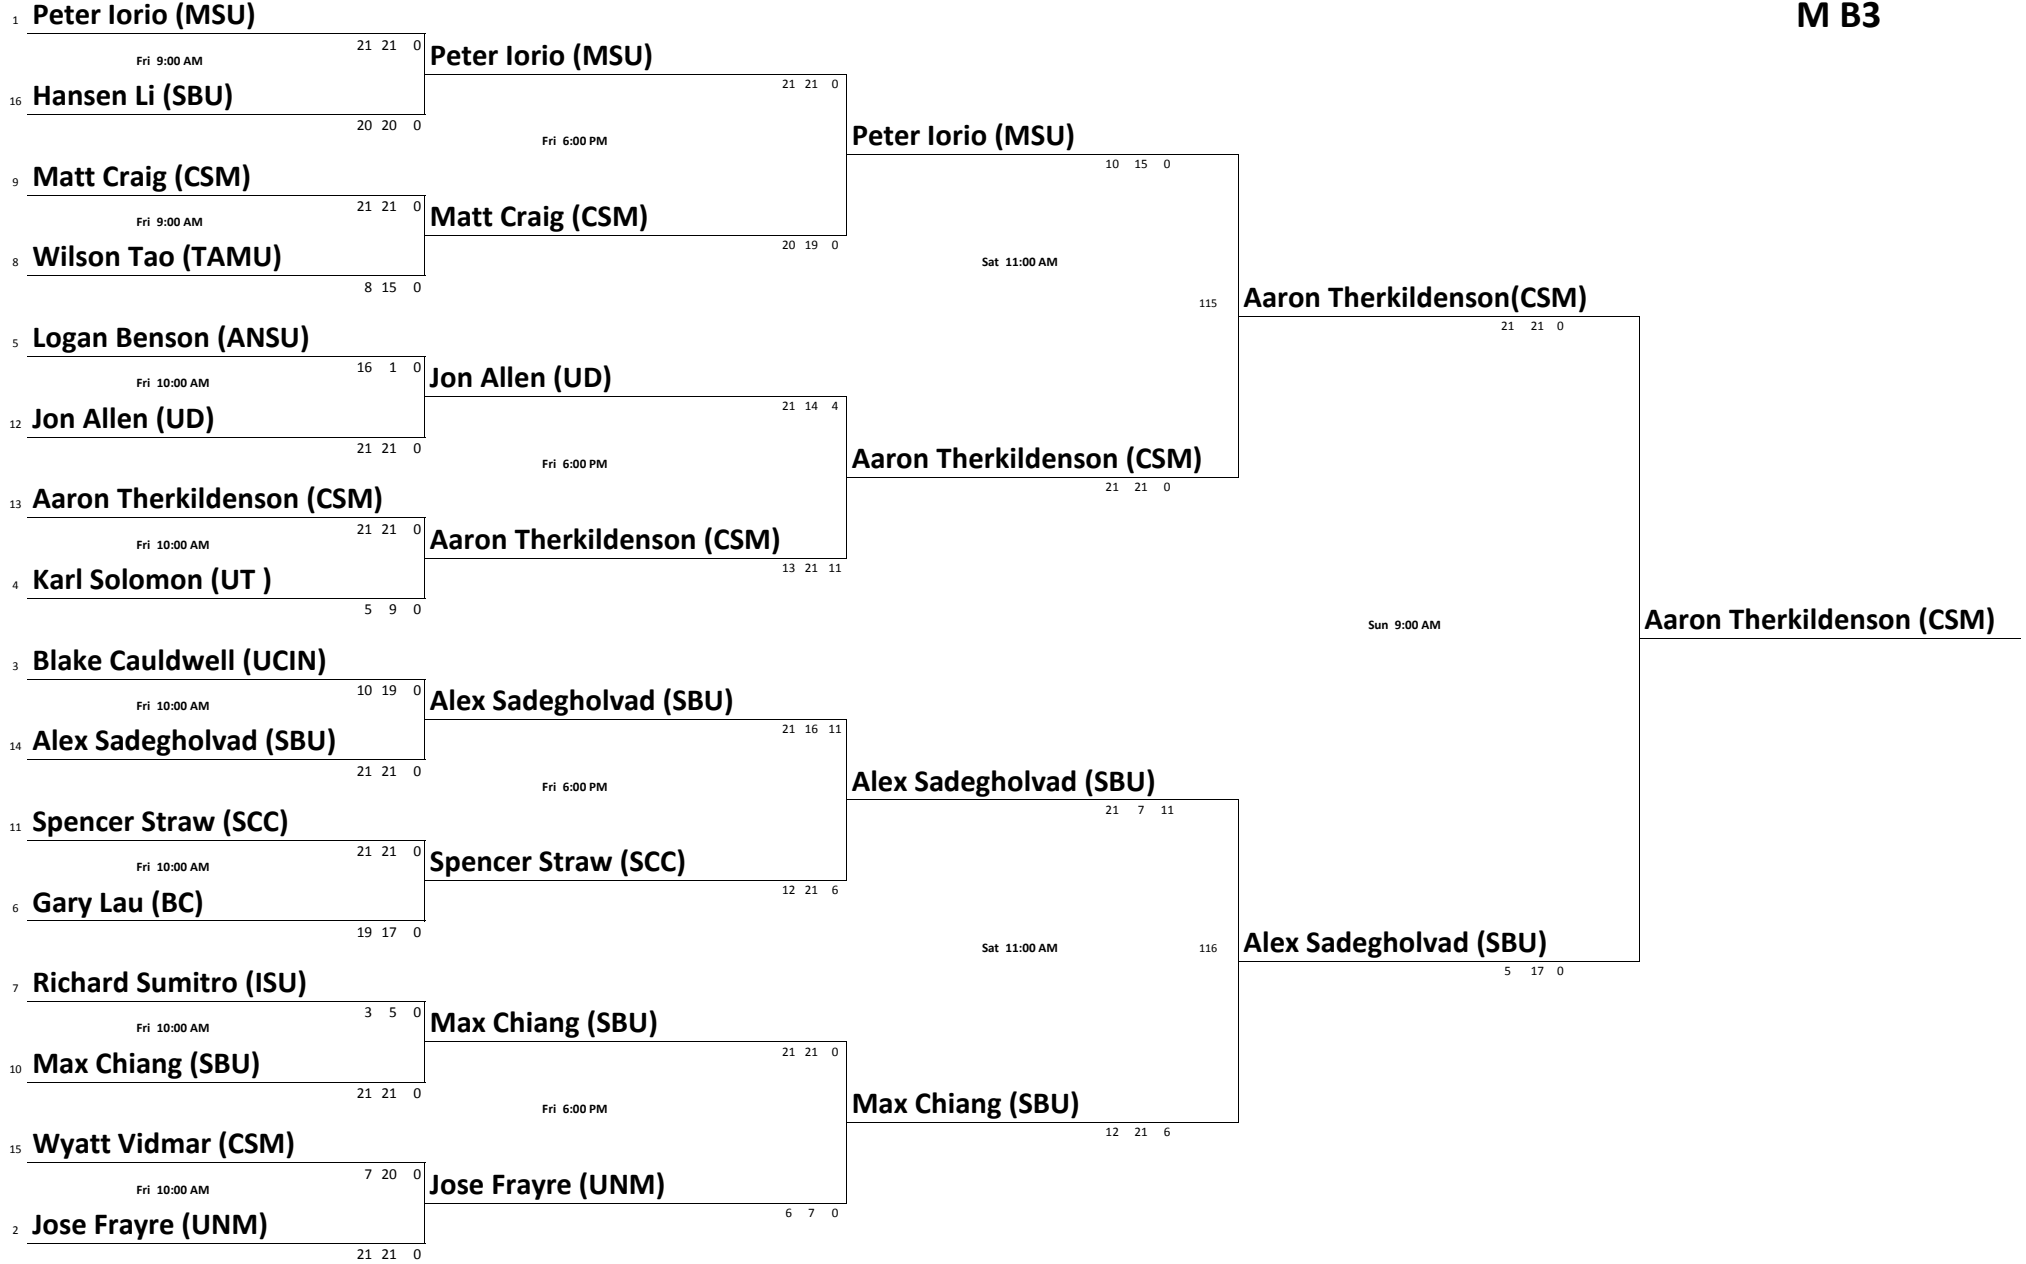 M B3
1 Peter Iorio (MSU)
21 21 0
Fri 9:00 AM
16 Hansen Li (SBU)
20 20 0
9 Matt Craig (CSM)
21 21 0
Fri 9:00 AM
8 Wilson Tao (TAMU)
8 15 0
5 Logan Benson (ANSU)
16 1 0
Fri 10:00 AM
12 Jon Allen (UD)
21 21 0
13 Aaron Therkildenson (CSM)
21 21 0
Fri 10:00 AM
4 Karl Solomon (UT )
5 9 0
3 Blake Cauldwell (UCIN)
10 19 0
Fri 10:00 AM
14 Alex Sadegholvad (SBU)
21 21 0
11 Spencer Straw (SCC)
21 21 0
Fri 10:00 AM
6 Gary Lau (BC)
19 17 0
7 Richard Sumitro (ISU)
3 5 0
Fri 10:00 AM
10 Max Chiang (SBU)
21 21 0
15 Wyatt Vidmar (CSM)
7 20 0
Fri 10:00 AM
2 Jose Frayre (UNM)
21 21 0
Peter Iorio (MSU)
21 21 0
Fri 6:00 PM
Matt Craig (CSM)
20 19 0
Jon Allen (UD)
21 14 4
Fri 6:00 PM
Aaron Therkildenson (CSM)
13 21 11
Alex Sadegholvad (SBU)
21 16 11
Fri 6:00 PM
Spencer Straw (SCC)
12 21 6
Max Chiang (SBU)
21 21 0
Fri 6:00 PM
Jose Frayre (UNM)
6 7 0
Peter Iorio (MSU)
10 15 0
Sat 11:00 AM
115
Aaron Therkildenson (CSM)
21 21 0
Alex Sadegholvad (SBU)
21 7 11
Sat 11:00 AM
116
Max Chiang (SBU)
12 21 6
Aaron Therkildenson(CSM)
21 21 0
Sun 9:00 AM
Alex Sadegholvad (SBU)
5 17 0
Aaron Therkildenson (CSM)